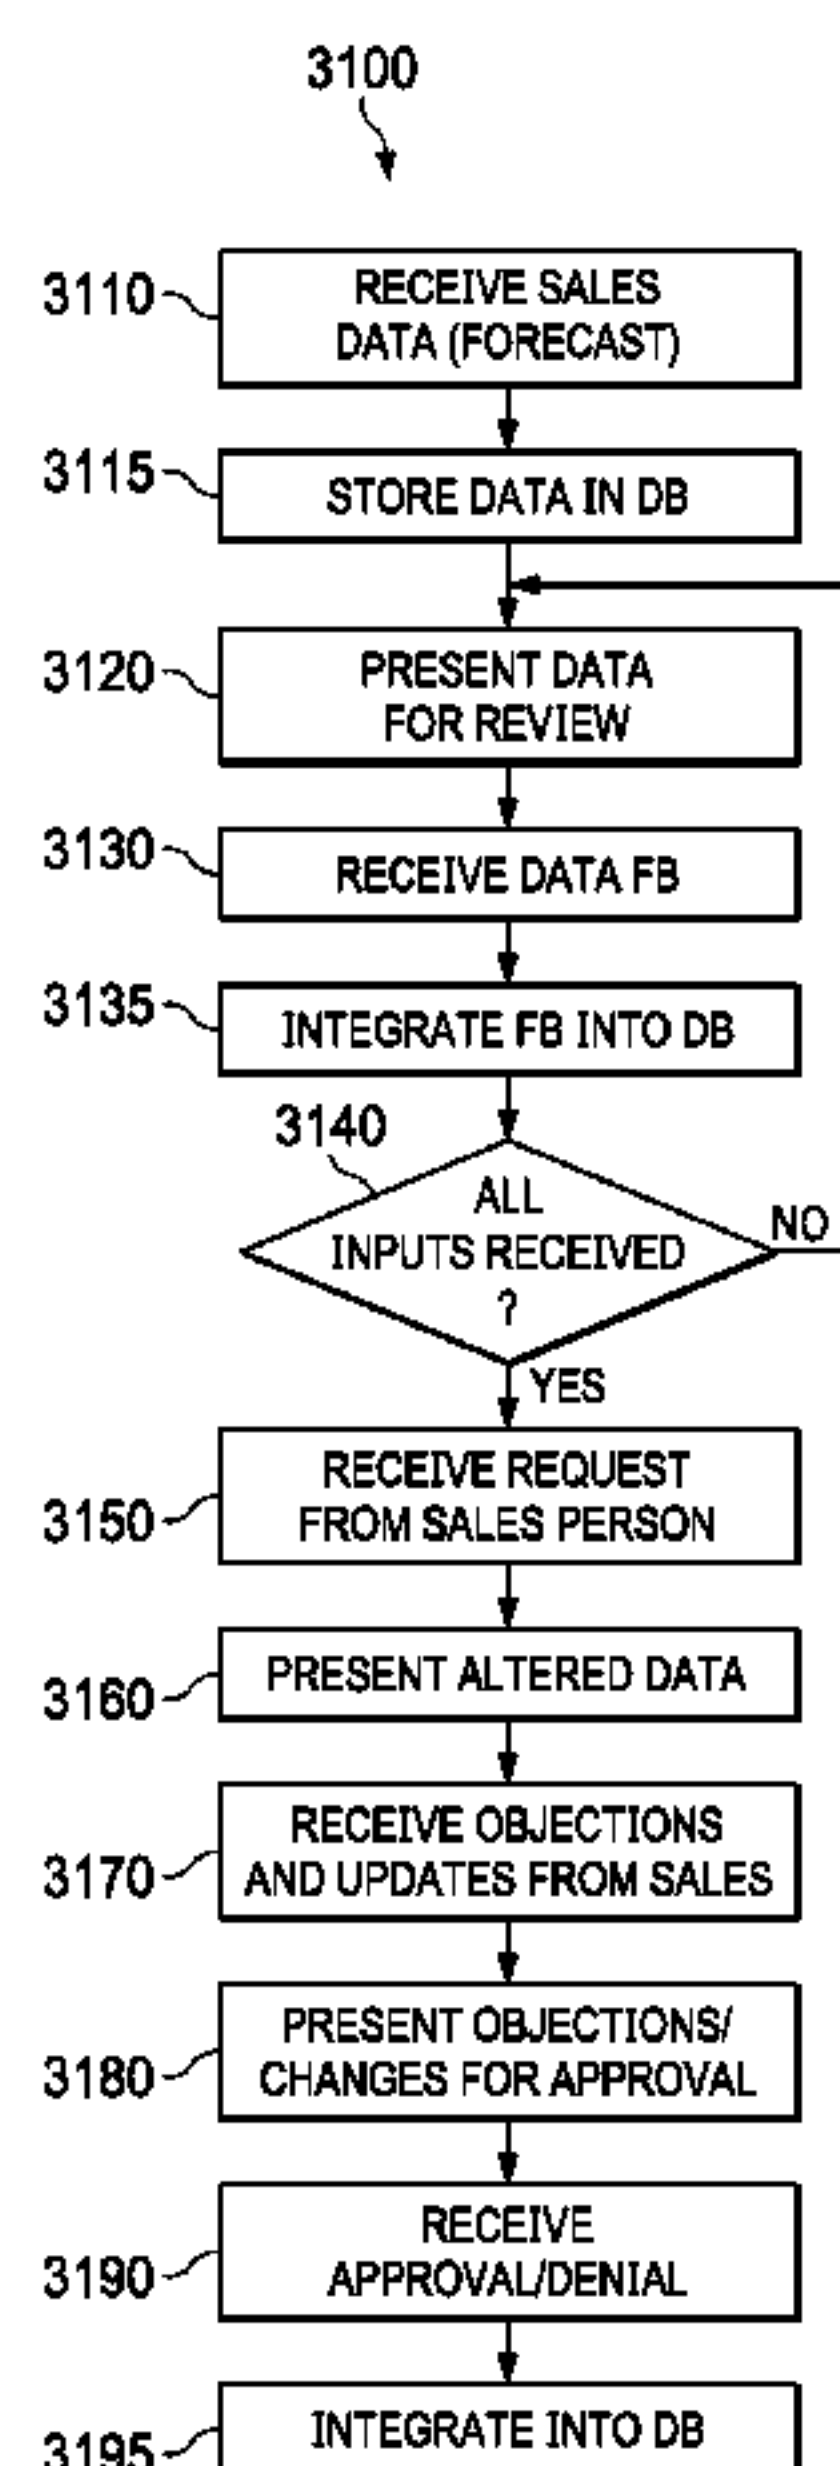 3100
3110
RECEIVE SALES
DATA (FORECAST)
3115
STORE DATA IN DB
3120
PRESENT DATA
FOR REVIEW
3130
RECEIVE DATA FB
3135
INTEGRATE FB INTO DB
3140
ALL
INPUTS RECEIVED
?
NO
YES
3150
RECEIVE REQUEST
FROM SALES PERSON
3160
PRESENT ALTERED DATA
3170
RECEIVE OBJECTIONS
AND UPDATES FROM SALES
3180
PRESENT OBJECTIONS/
CHANGES FOR APPROVAL
3190
RECEIVE
APPROVAL/DENIAL
3195
INTEGRATE INTO DB